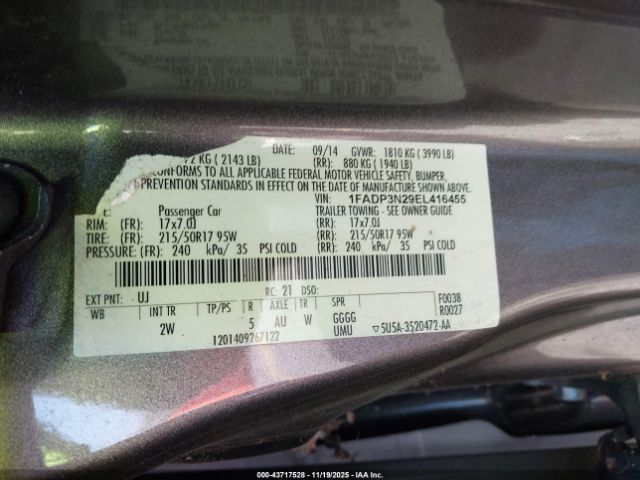 DATE: 09/14 GVWR: 1810 KG ( 3990 LB)
2 KG ( 2143 LB) (RR): 880 KG ( 1940 LB)
CONFORMS TO ALL APPLICABLE FEDERAL MOTOR VEHICLE SAFETY, BUMPER,
PREVENTION STANDARDS IN EFFECT ON THE DATE OF MANUFACTURE SHOWN ABOVE.
VIN: 1FADP3N29EL416455
Passenger Car TRAILER TOWING - SEE OWNER GUIDE
RIM: (FR): 17x7.0J (RR): 17x7.0J
TIRE: (FR): 215/50R17 95W (RR): 215/50R17 95W
PRESSURE: (FR): 240 kPa/ 35 PSI COLD (RR): 240 kPa/ 35 PSI COLD
EXT PNT: UJ RC: 21 DSO: F0038
WB INT TR TP/PS R AXLE TR SPR R0027
2W 5 AU W GGGG
1201409267122 UMU 5U5A-3520472-AA
000-43717528 - 11/19/2025 - IAA Inc.